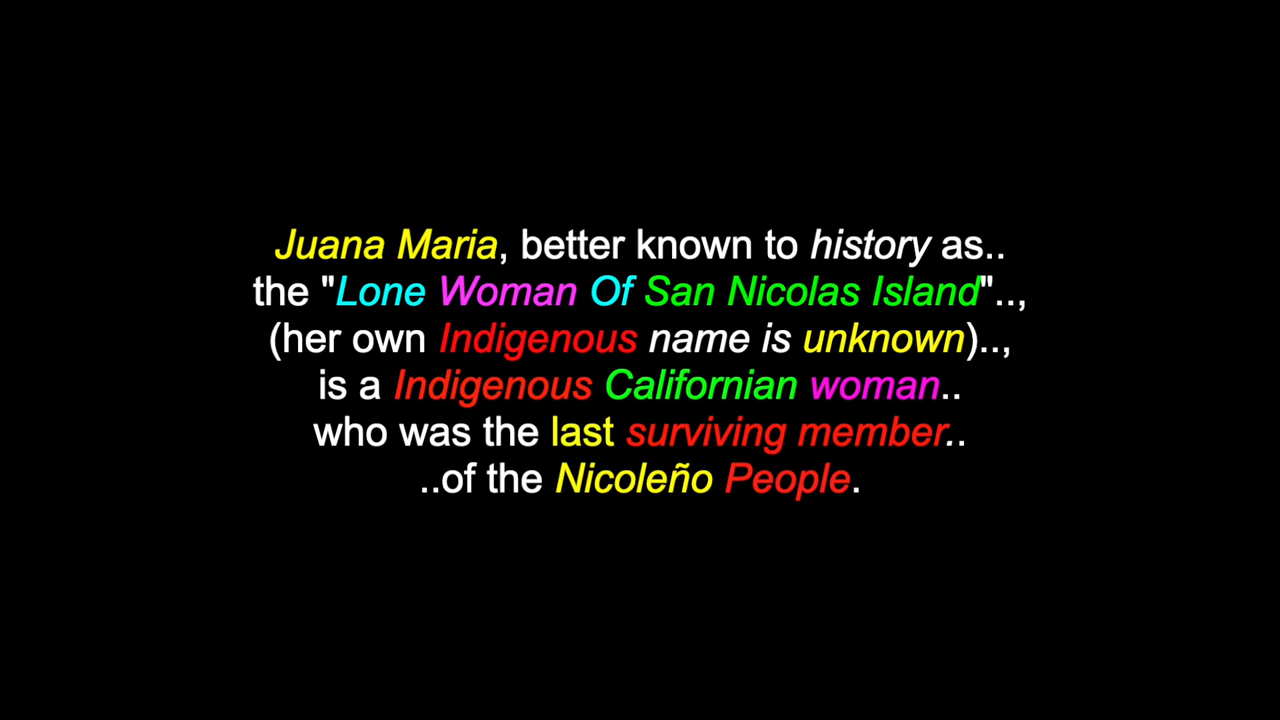 Juana Maria, better known to history as..
the "Lone Woman Of San Nicolas Island"..,
(her own Indigenous name is unknown)..,
is a Indigenous Californian woman..
who was the last surviving member..
..of the Nicoleño People.